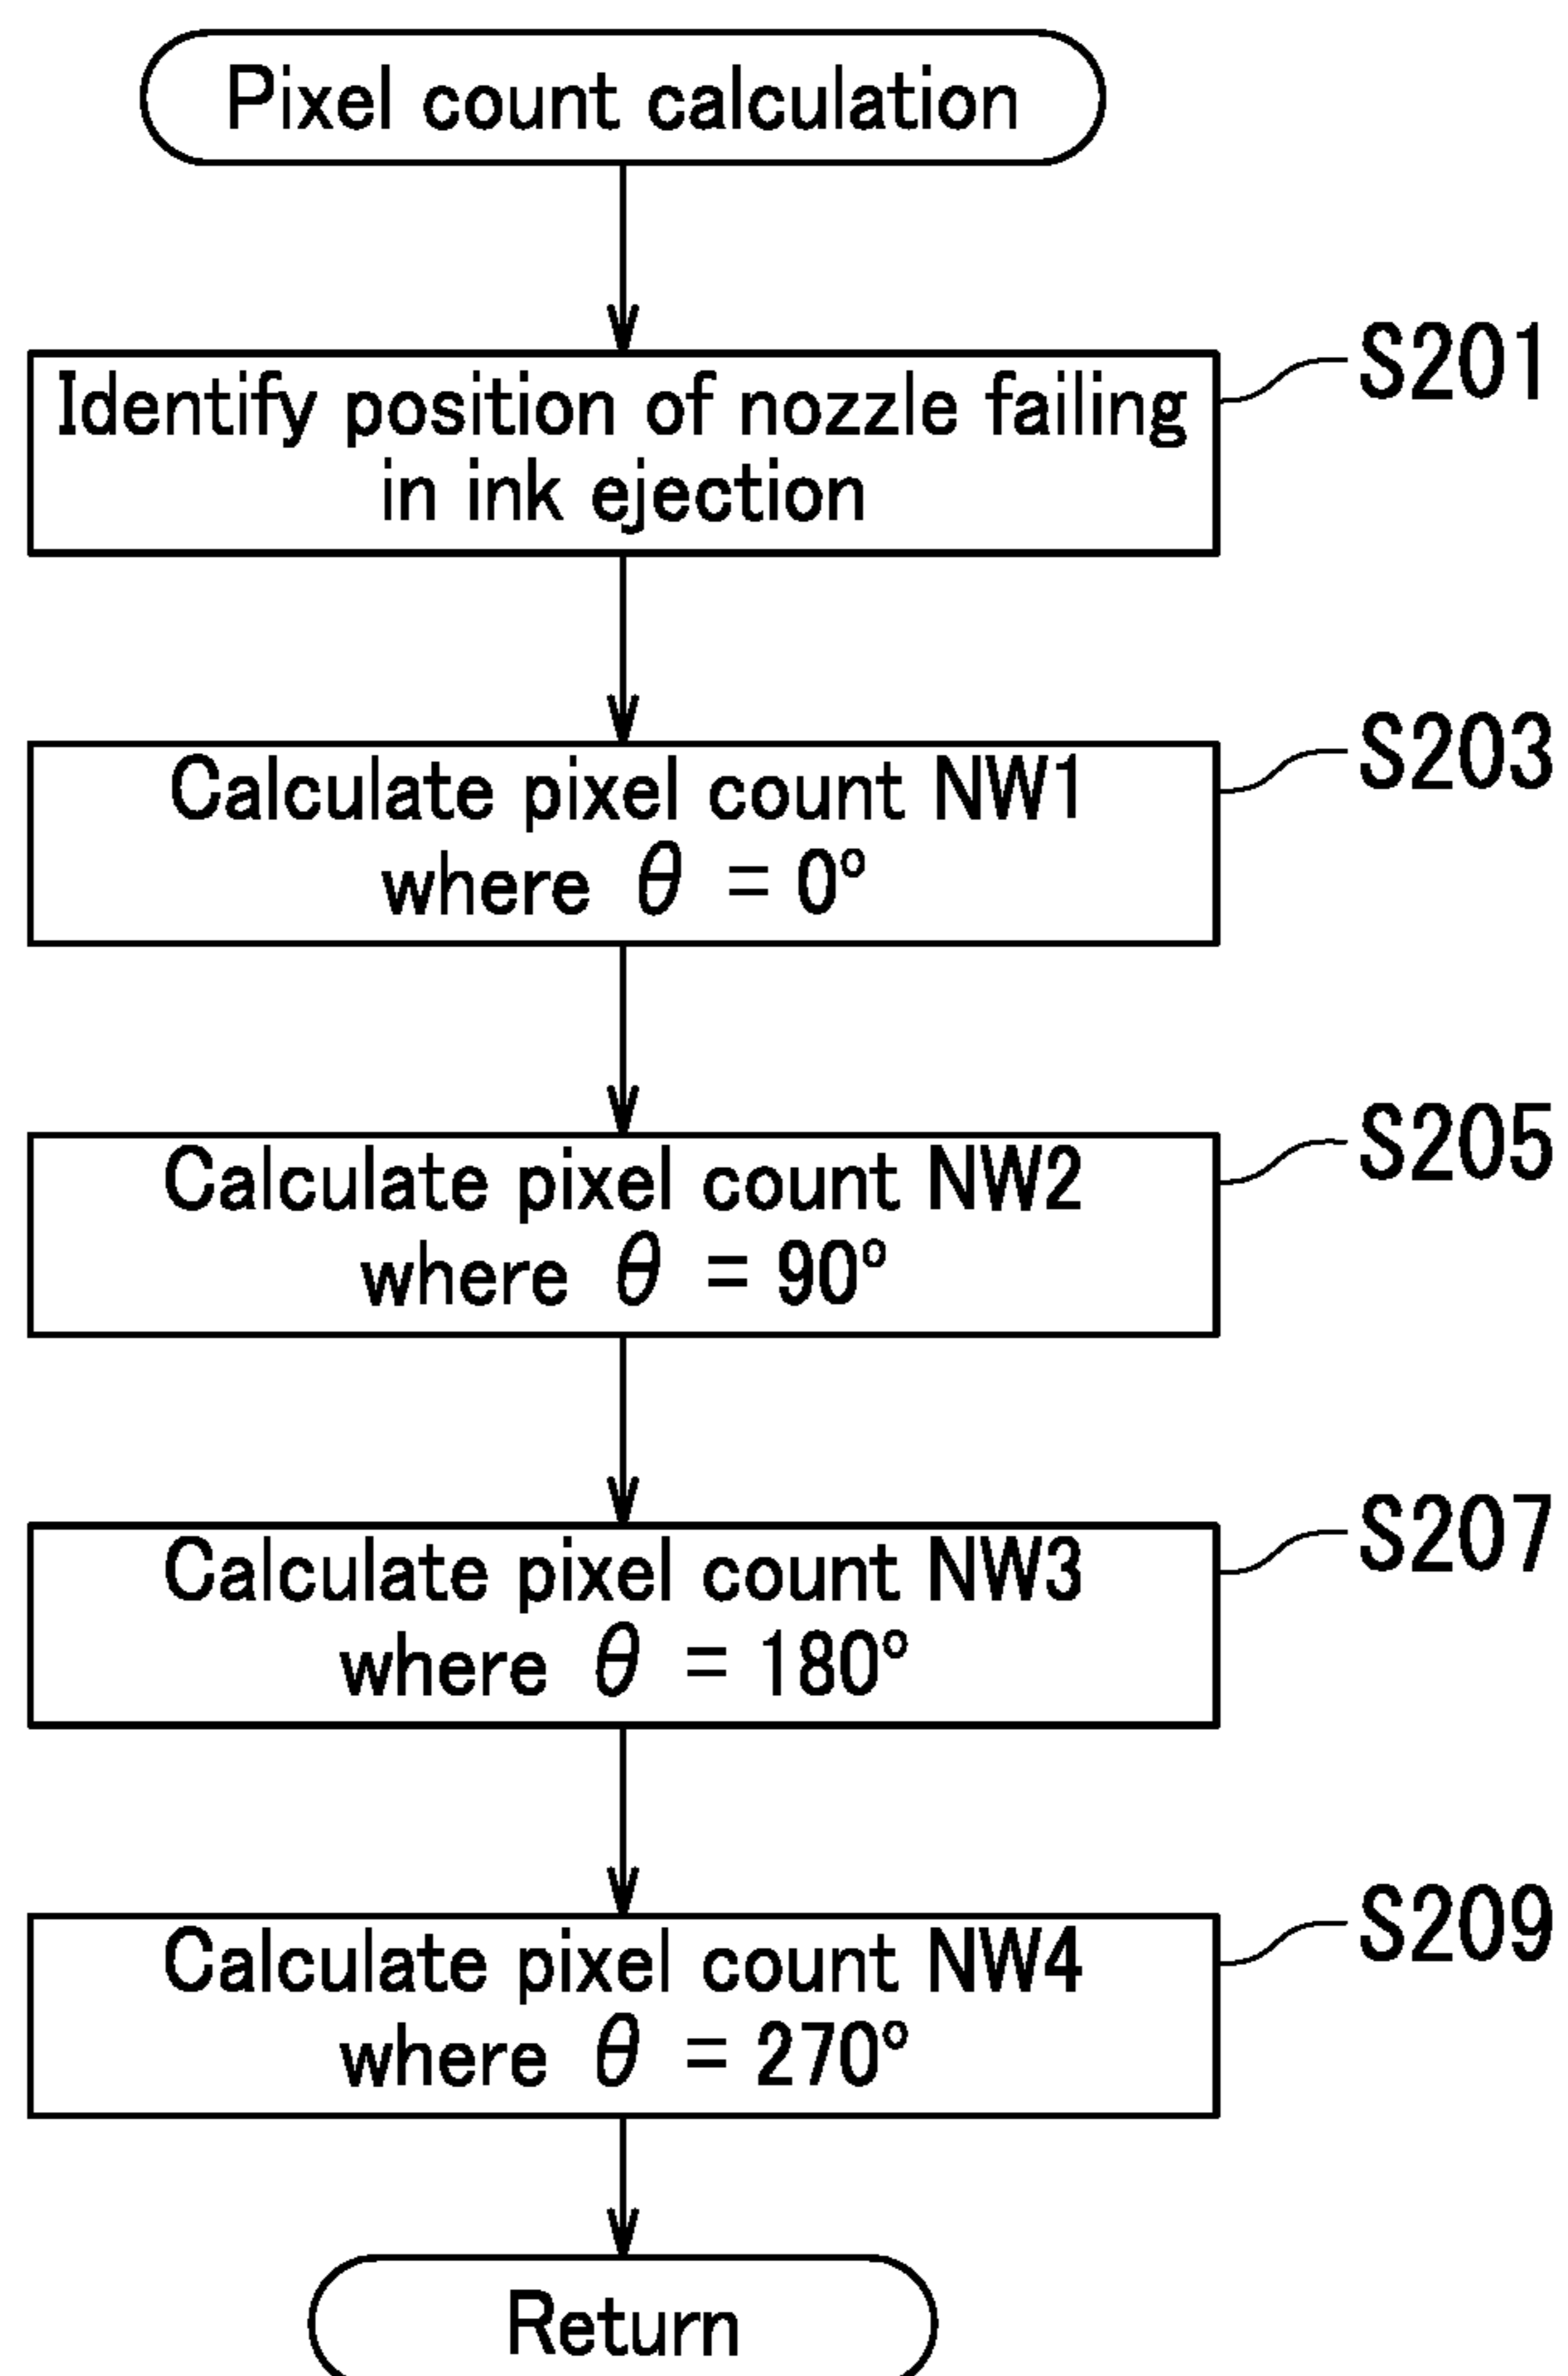 Pixel count calculation
Identify position of nozzle failing
in ink ejection
S201
Calculate pixel count NW1
where θ = 0°
S203
Calculate pixel count NW2
where θ = 90°
S205
Calculate pixel count NW3
where θ = 180°
S207
Calculate pixel count NW4
where θ = 270°
S209
Return